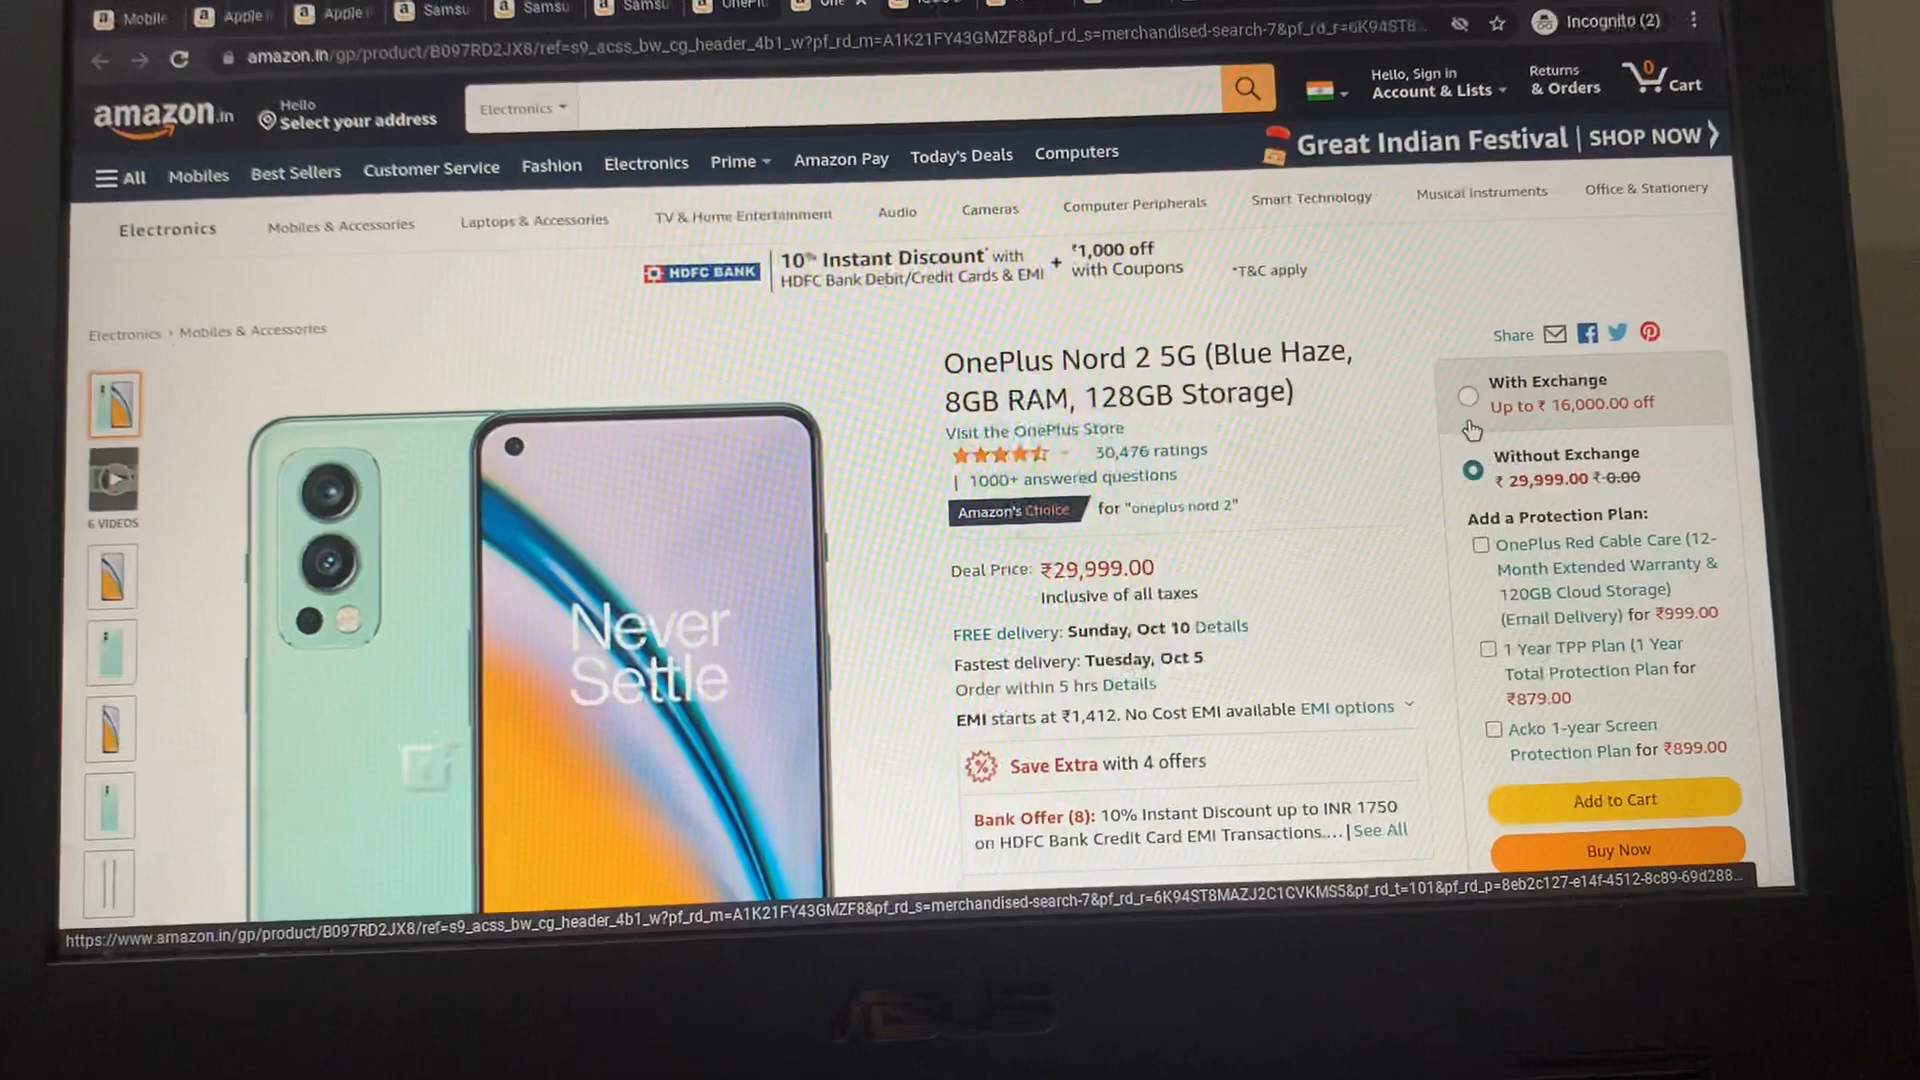 Mobile
Apple
Apple
Samsu
Samsu
Samsu
amazon.in/gp/product/B097RD2JX8/ref=s9_acss_bw_cg_header_4b1_w?pf_rd_m=A1K21FY43GMZF8&pf_rd_s=merchandised-search-7&pf_rd_r=6K94ST8...
Incognito (2)
amazon.in
Hello
Select your address
Electronics
Hello, Sign in
Account & Lists
Returns
& Orders
0
Cart
All
Mobiles
Best Sellers
Customer Service
Fashion
Electronics
Prime
Amazon Pay
Today's Deals
Computers
Great Indian Festival | SHOP NOW
Electronics
Mobiles & Accessories
Laptops & Accessories
TV & Home Entertainment
Audio
Cameras
Computer Peripherals
Smart Technology
Musical Instruments
Office & Stationery
HDFC BANK
10% Instant Discount* with
HDFC Bank Debit/Credit Cards & EMI
+
₹1,000 off
with Coupons
*T&C apply
Electronics › Mobiles & Accessories
6 VIDEOS
Never
Settle
OnePlus Nord 2 5G (Blue Haze,
8GB RAM, 128GB Storage)
Visit the OnePlus Store
30,476 ratings
| 1000+ answered questions
Amazon's Choice for "oneplus nord 2"
Deal Price: ₹29,999.00
Inclusive of all taxes
FREE delivery: Sunday, Oct 10 Details
Fastest delivery: Tuesday, Oct 5
Order within 5 hrs Details
EMI starts at ₹1,412. No Cost EMI available EMI options
Save Extra with 4 offers
Bank Offer (8): 10% Instant Discount up to INR 1750
on HDFC Bank Credit Card EMI Transactions.... | See All
Share
With Exchange
Up to ₹ 16,000.00 off
Without Exchange
₹ 29,999.00 ₹ 0.00
Add a Protection Plan:
OnePlus Red Cable Care (12-
Month Extended Warranty &
120GB Cloud Storage)
(Email Delivery) for ₹999.00
1 Year TPP Plan (1 Year
Total Protection Plan for
₹879.00
Acko 1-year Screen
Protection Plan for ₹899.00
Add to Cart
Buy Now
https://www.amazon.in/gp/product/B097RD2JX8/ref=s9_acss_bw_cg_header_4b1_w?pf_rd_m=A1K21FY43GMZF8&pf_rd_s=merchandised-search-7&pf_rd_r=6K94ST8MAZJ2C1CVKMS5&pf_rd_t=101&pf_rd_p=8eb2c127-e14f-4512-8c89-69d288...
ASUS